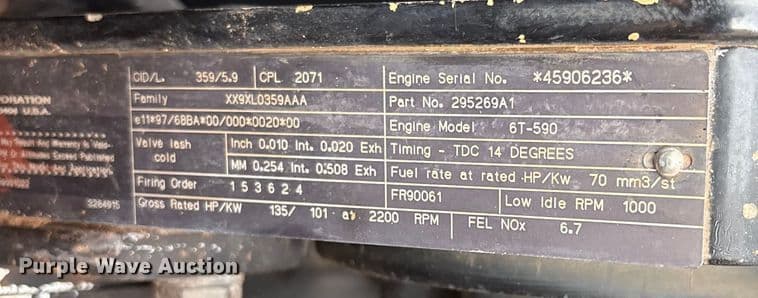 PORATION
U.S.A.
CID/L. 359/5.9 CPL 2071
Family XX9XL0359AAA
e11*97/68BA*00/000*0020*00
Valve lash cold Inch 0.010 Int. 0.020 Exh
MM 0.254 Int. 0.508 Exh
Firing Order 1 5 3 6 2 4
Gross Rated HP/KW 135/ 101 at 2200 RPM
3284915
Engine Serial No. *45906236*
Part No. 295269A1
Engine Model 6T-590
Timing - TDC 14 DEGREES
Fuel rate at rated HP/Kw 70 mm3/st
FR90061 Low Idle RPM 1000
FEL NOx 6.7
Purple Wave Auction